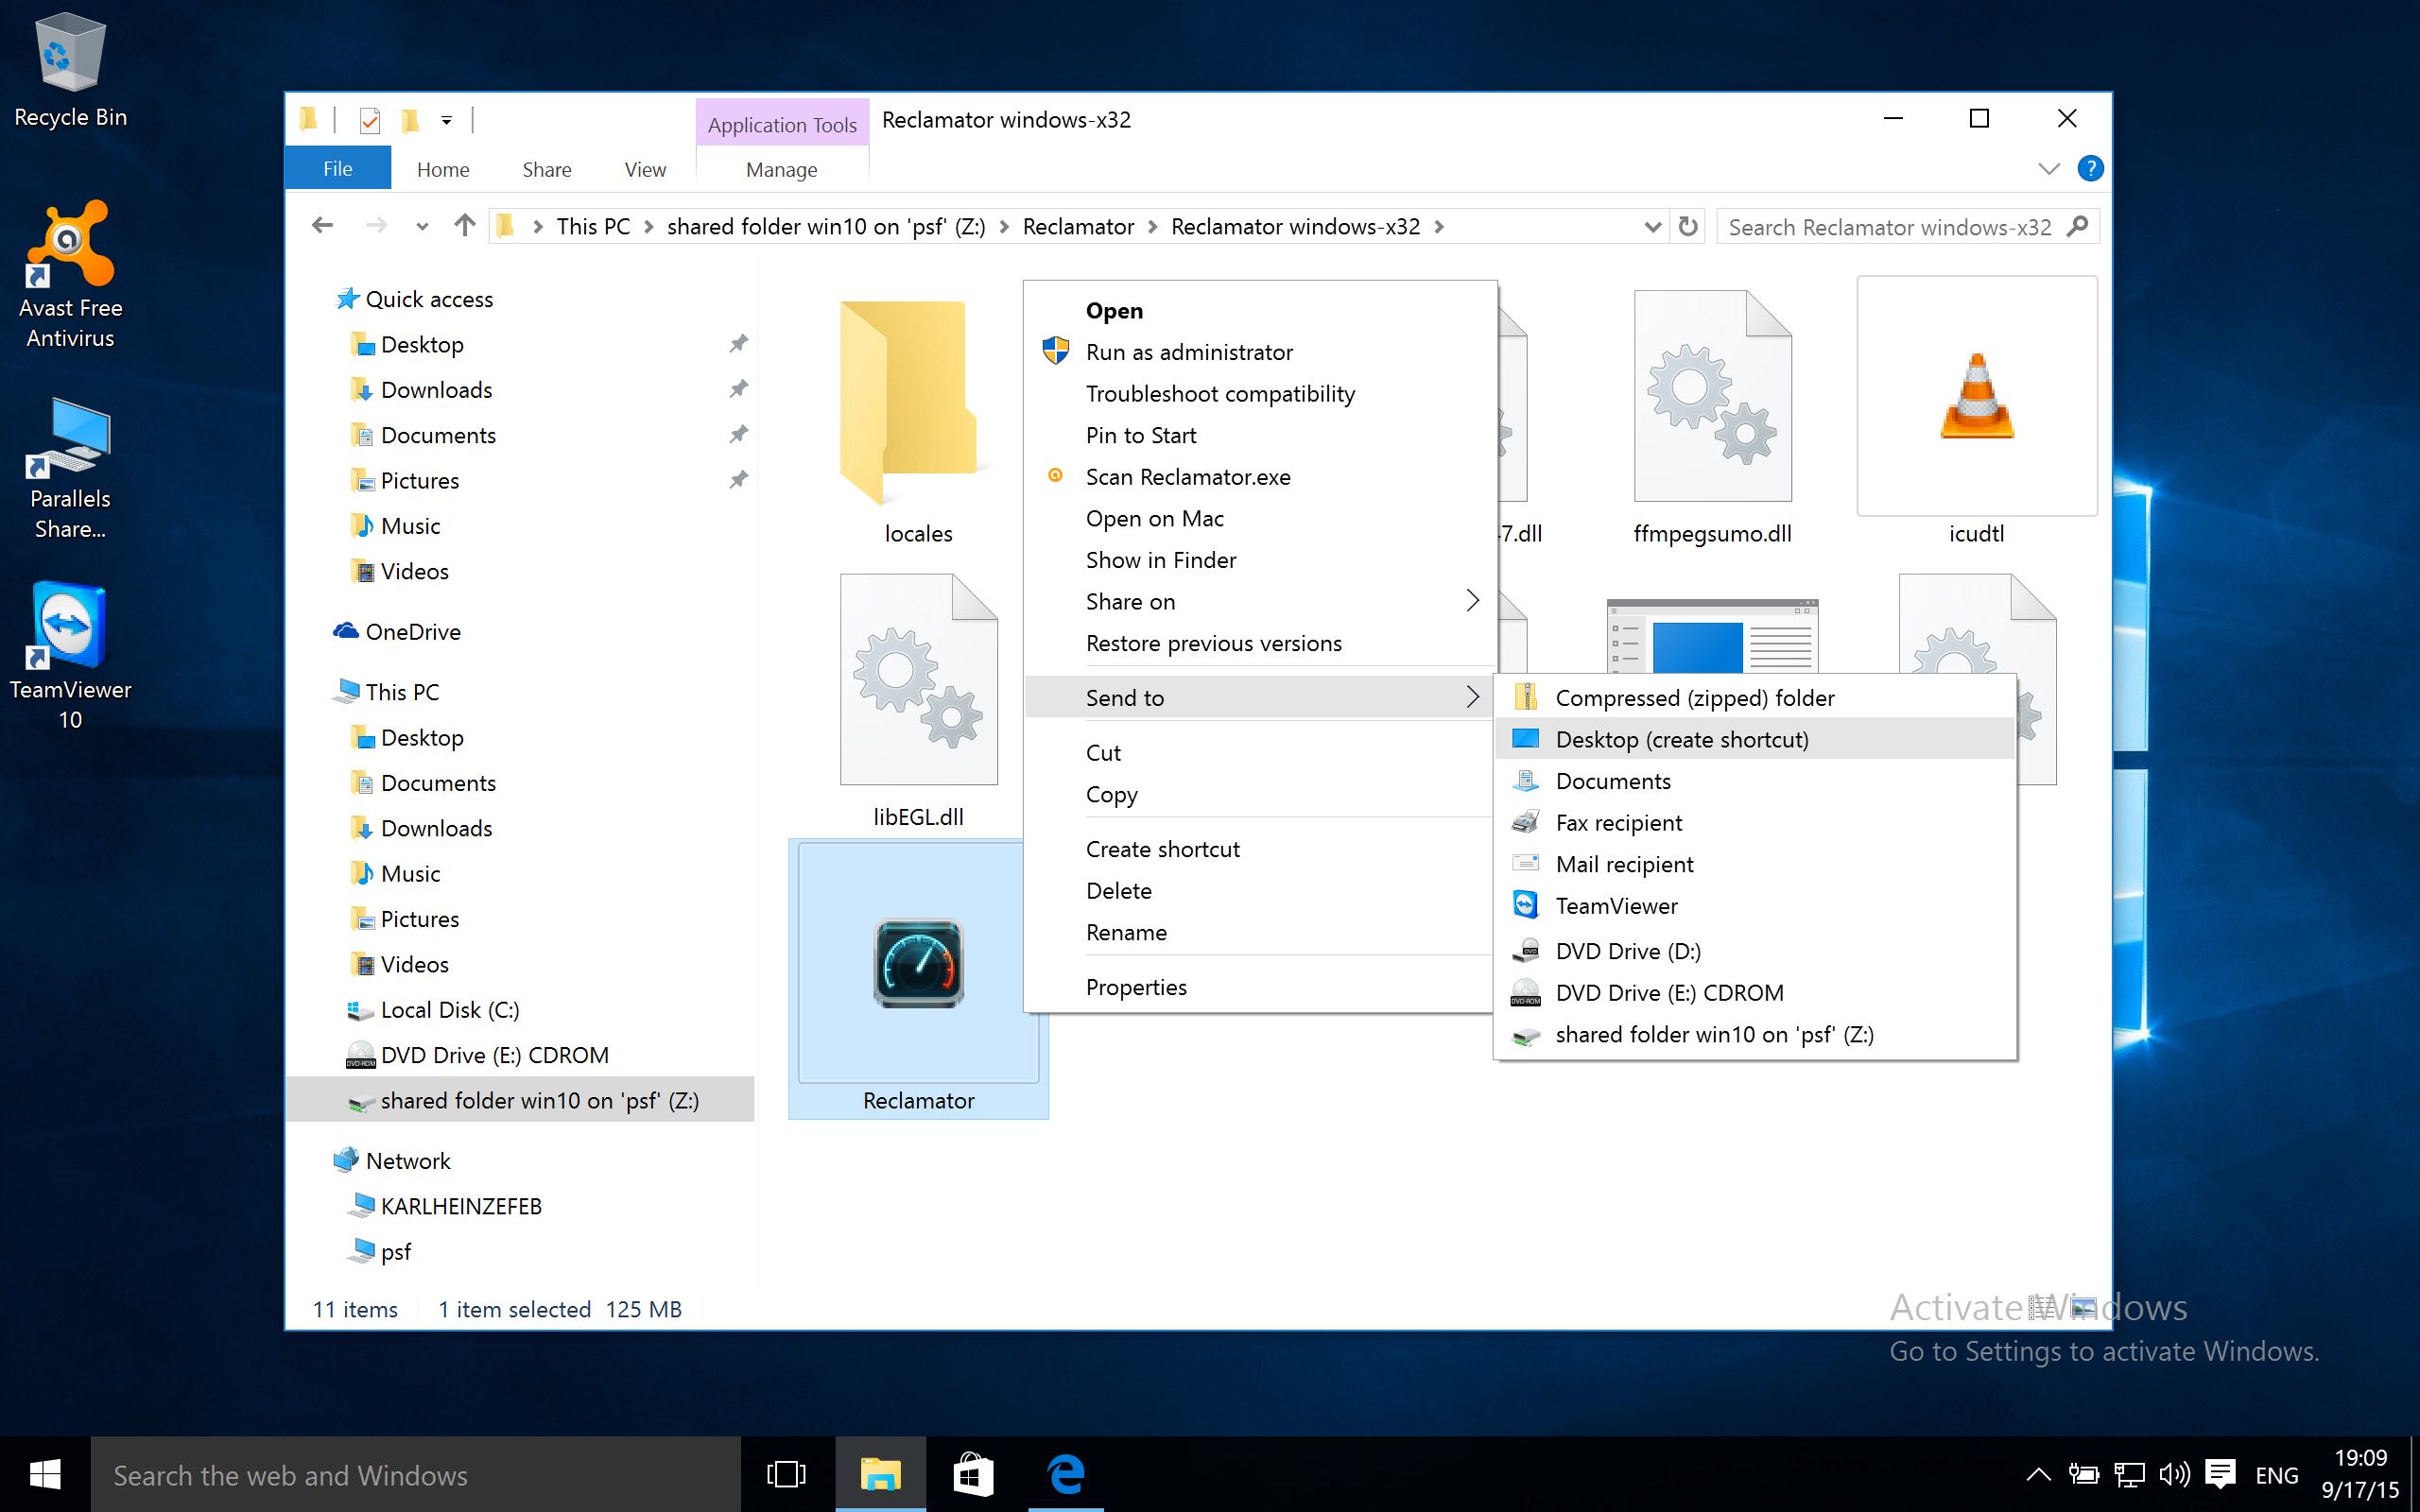 Recycle Bin
Avast Free
Antivirus
Parallels
Share...
TeamViewer
10
Application Tools
Reclamator windows-x32
File
Home
Share
View
Manage
This PC
shared folder win10 on 'psf' (Z:)
Reclamator
Reclamator windows-x32
Search Reclamator windows-x32
Quick access
Desktop
Downloads
Documents
Pictures
Music
Videos
OneDrive
This PC
Desktop
Documents
Downloads
Music
Pictures
Videos
Local Disk (C:)
DVD Drive (E:) CDROM
shared folder win10 on 'psf' (Z:)
Network
KARLHEINZEFEB
psf
locales
7.dll
ffmpegsumo.dll
icudtl
libEGL.dll
Reclamator
Open
Run as administrator
Troubleshoot compatibility
Pin to Start
Scan Reclamator.exe
Open on Mac
Show in Finder
Share on
Restore previous versions
Send to
Cut
Copy
Create shortcut
Delete
Rename
Properties
Compressed (zipped) folder
Desktop (create shortcut)
Documents
Fax recipient
Mail recipient
TeamViewer
DVD Drive (D:)
DVD Drive (E:) CDROM
shared folder win10 on 'psf' (Z:)
11 items
1 item selected 125 MB
Activate Windows
Go to Settings to activate Windows.
Search the web and Windows
ENG
19:09
9/17/15